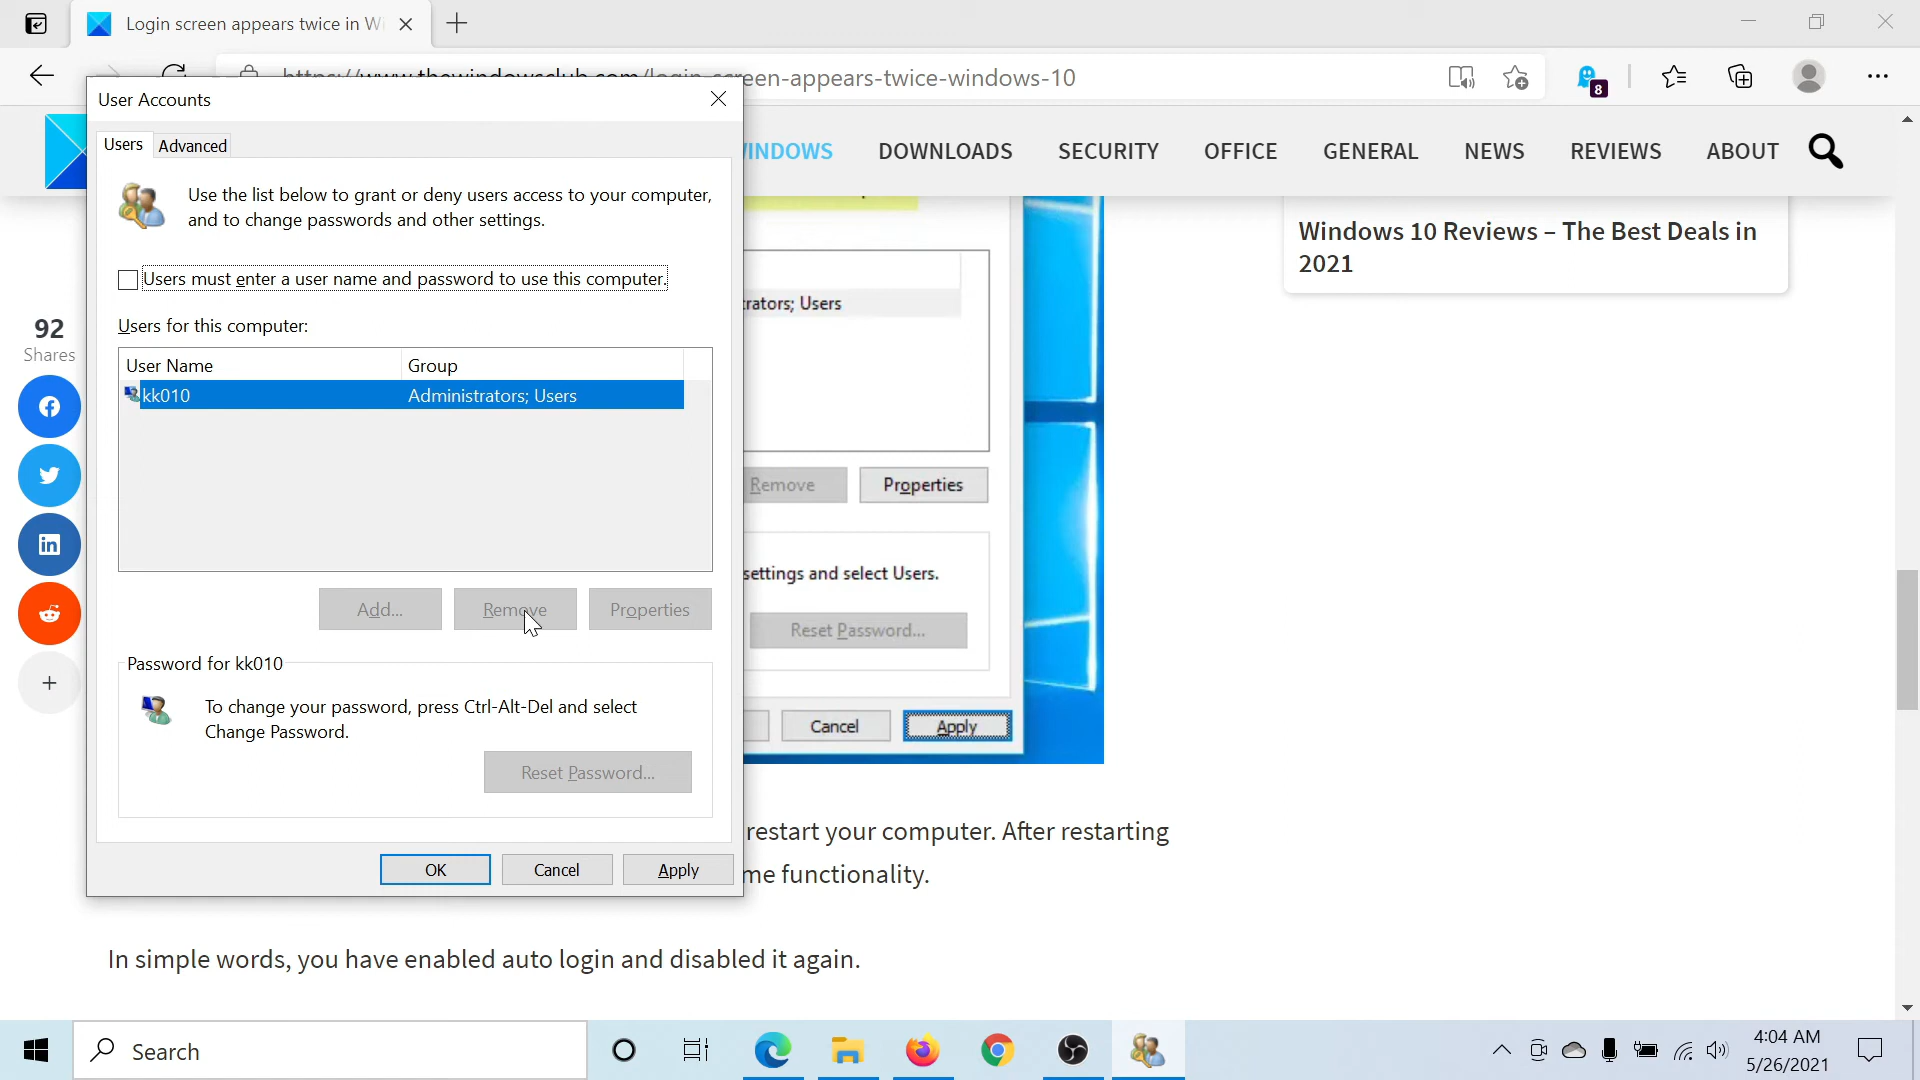 Login screen appears twice in Wi
een-appears-twice-windows-10
8
User Accounts
Users
Advanced
Use the list below to grant or deny users access to your computer,
and to change passwords and other settings.
Users must enter a user name and password to use this computer.
Users for this computer:
User Name
Group
kk010
Administrators; Users
Add...
Remove
Properties
Password for kk010
To change your password, press Ctrl-Alt-Del and select
Change Password.
Reset Password...
OK
Cancel
Apply
WINDOWS
DOWNLOADS
SECURITY
OFFICE
GENERAL
NEWS
REVIEWS
ABOUT
Windows 10 Reviews – The Best Deals in
2021
92
Shares
in
+
rators; Users
Remove
Properties
settings and select Users.
Reset Password...
Cancel
Apply
restart your computer. After restarting
me functionality.
In simple words, you have enabled auto login and disabled it again.
Search
4:04 AM
5/26/2021